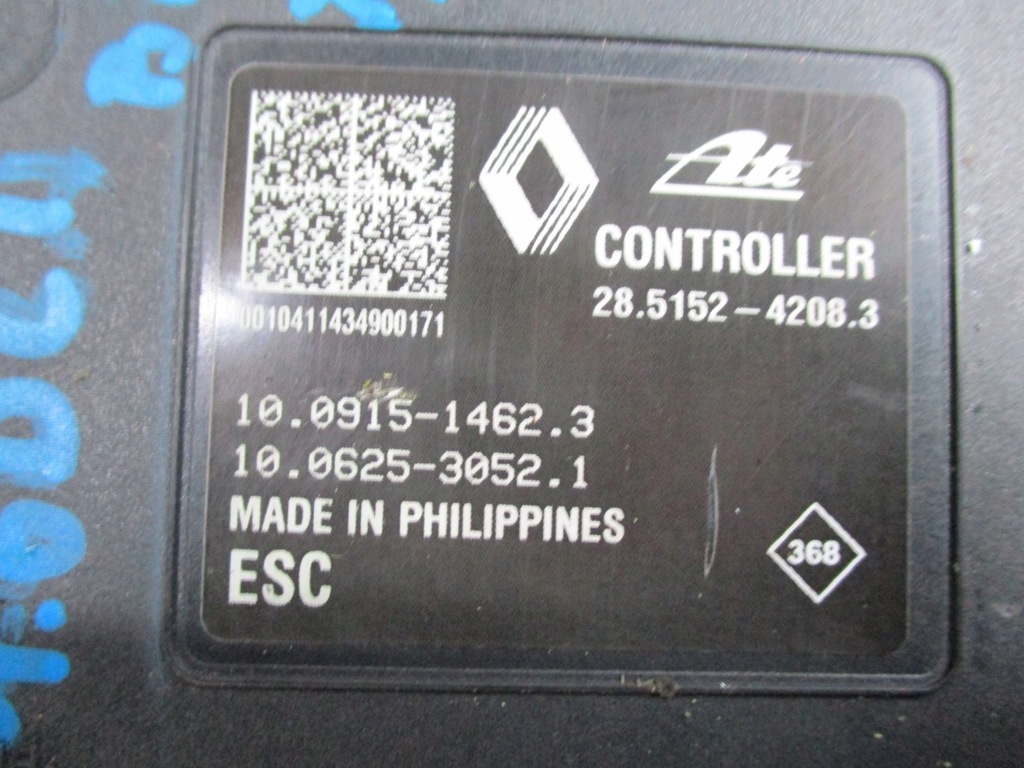 Ate
CONTROLLER
28.5152-4208.3
0010411434900171
10.0915-1462.3
10.0625-3052.1
MADE IN PHILIPPINES
ESC
368